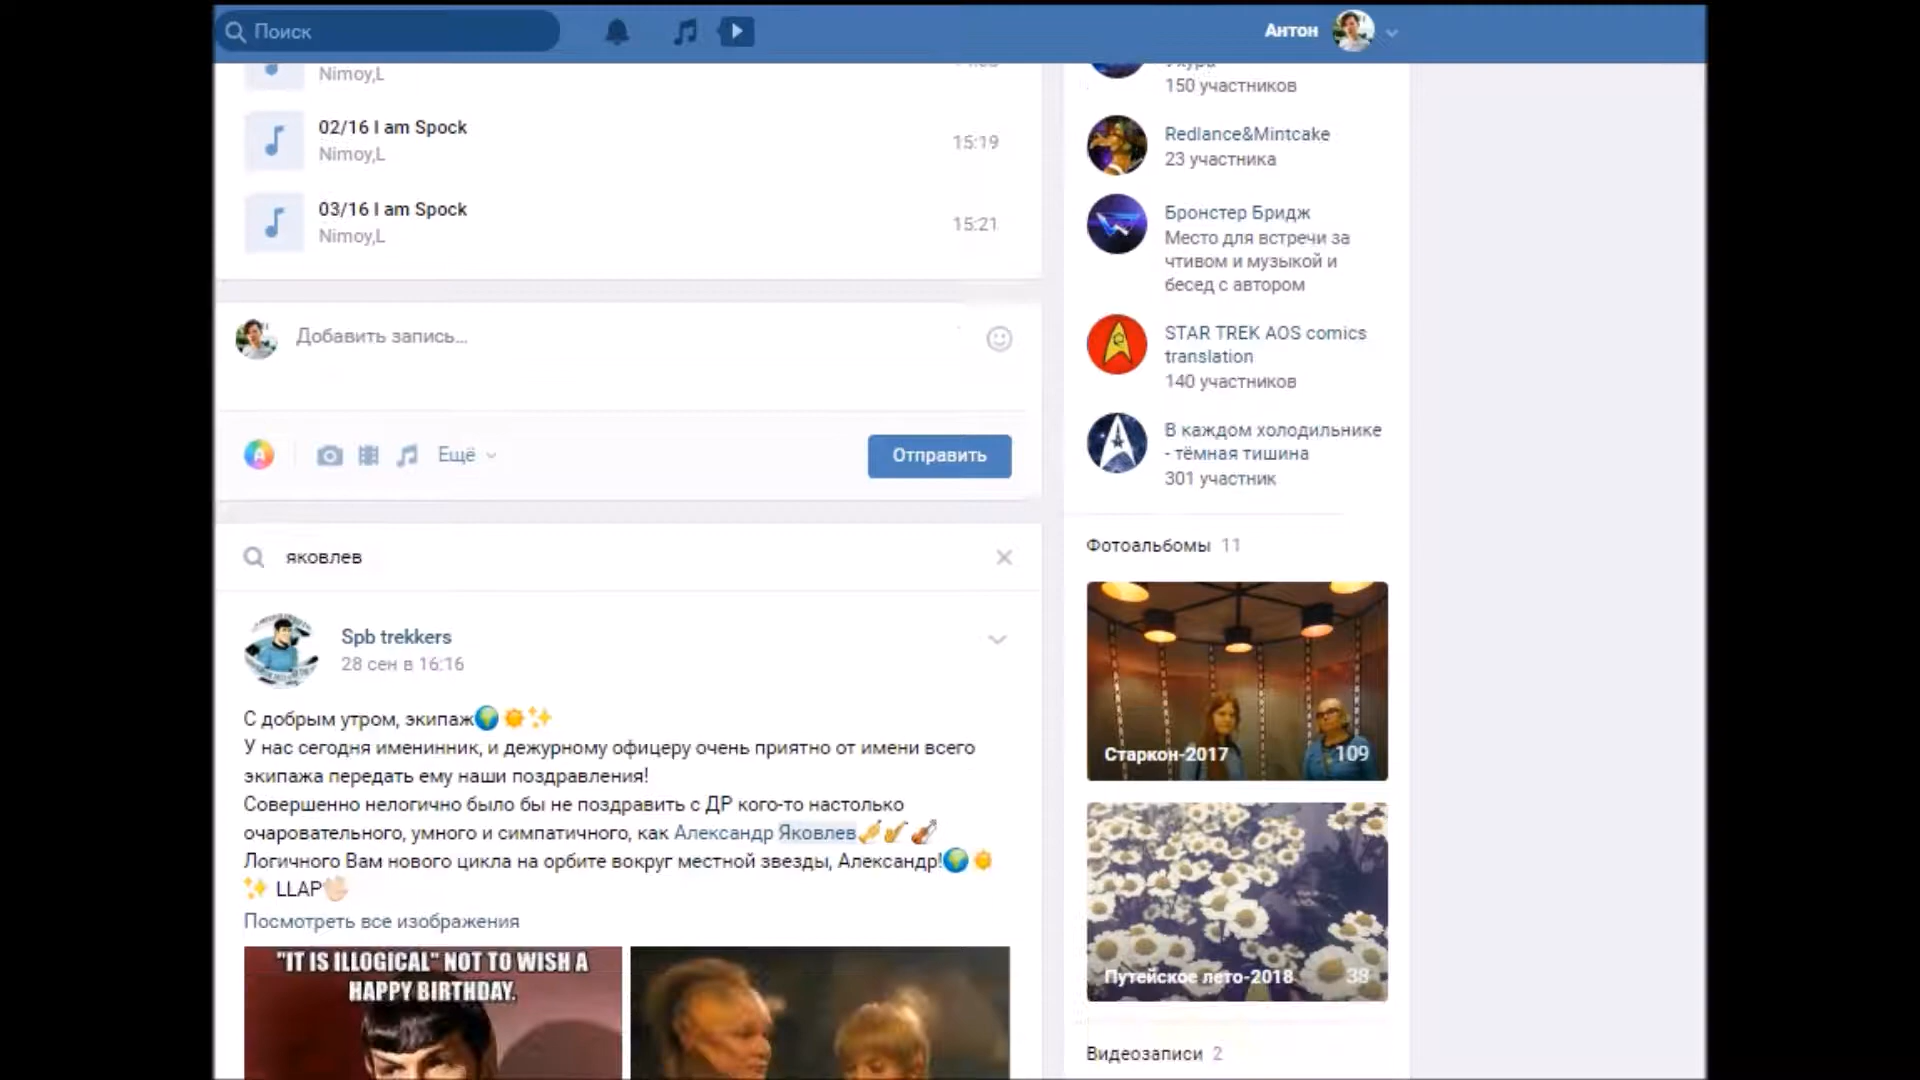 Поиск
Антон
Nimoy,L
02/16 I am Spock
Nimoy,L
15:19
03/16 I am Spock
Nimoy,L
15:21
Добавить запись...
Ещё
Отправить
яковлев
Spb trekkers
28 сен в 16:16
С добрым утром, экипаж🌍☀️✨
У нас сегодня именинник, и дежурному офицеру очень приятно от имени всего
экипажа передать ему наши поздравления!
Совершенно нелогично было бы не поздравить с ДР кого-то настолько
очаровательного, умного и симпатичного, как Александр Яковлев🎺🎷🎻
Логичного Вам нового цикла на орбите вокруг местной звезды, Александр!🌍☀️
✨ LLAP🖖🏻
Посмотреть все изображения
"IT IS ILLOGICAL" NOT TO WISH A
HAPPY BIRTHDAY.
150 участников
Redlance&Mintcake
23 участника
Бронстер Бридж
Место для встречи за
чтивом и музыкой и
бесед с автором
STAR TREK AOS comics
translation
140 участников
В каждом холодильнике
- тёмная тишина
301 участник
Фотоальбомы 11
Старкон-2017 109
Путейское лето-2018 38
Видеозаписи 2